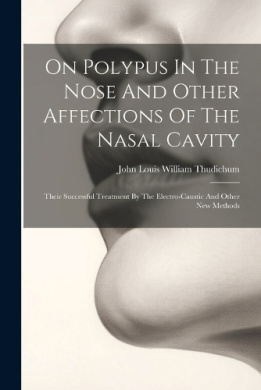 On Polypus In The
Nose And Other
Affections Of The
Nasal Cavity
John Louis William Thudichum
Their Successful Treatment By The Electro-Caustic And Other
New Methods